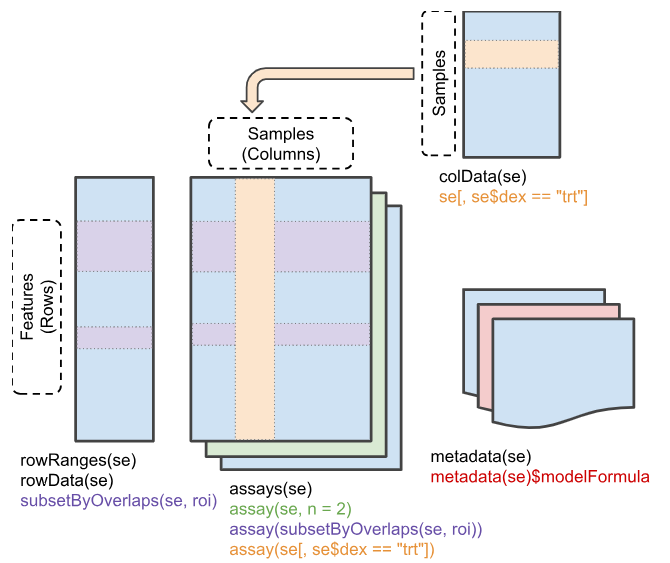 Samples
Samples
(Columns)
colData(se)
se[, se$dex == "trt"]
Features
(Rows)
rowRanges(se)
rowData(se)
subsetByOverlaps(se, roi)
assays(se)
assay(se, n = 2)
assay(subsetByOverlaps(se, roi))
assay(se[, se$dex == "trt"])
metadata(se)
metadata(se)$modelFormula